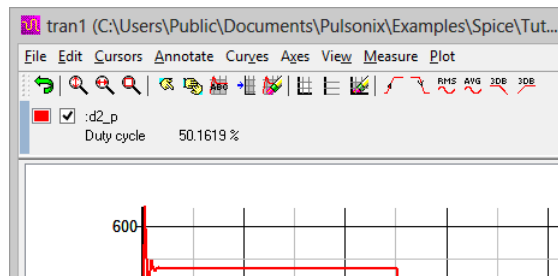 tran1 (C:\Users\Public\Documents\Pulsonix\Examples\Spice\Tut...
File Edit Cursors Annotate Curves Axes View Measure Plot
ABC RMS AVG 3DB 3DB
:d2_p
Duty cycle 50.1619 %
600